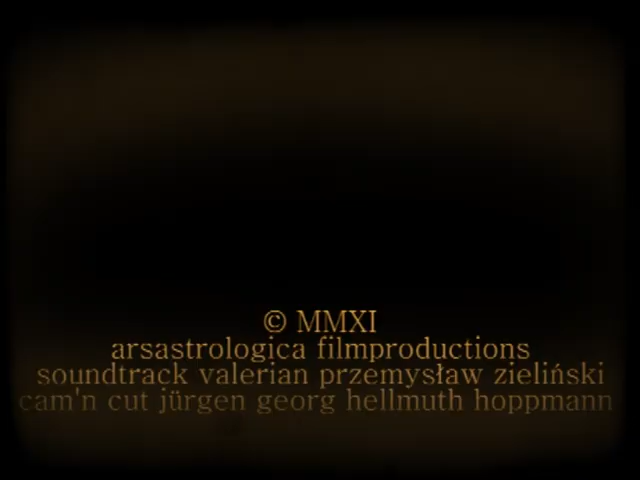 © MMXI
arsastrologica filmproductions
soundtrack valerian przemysław zieliński
cam'n cut jürgen georg hellmuth hoppmann